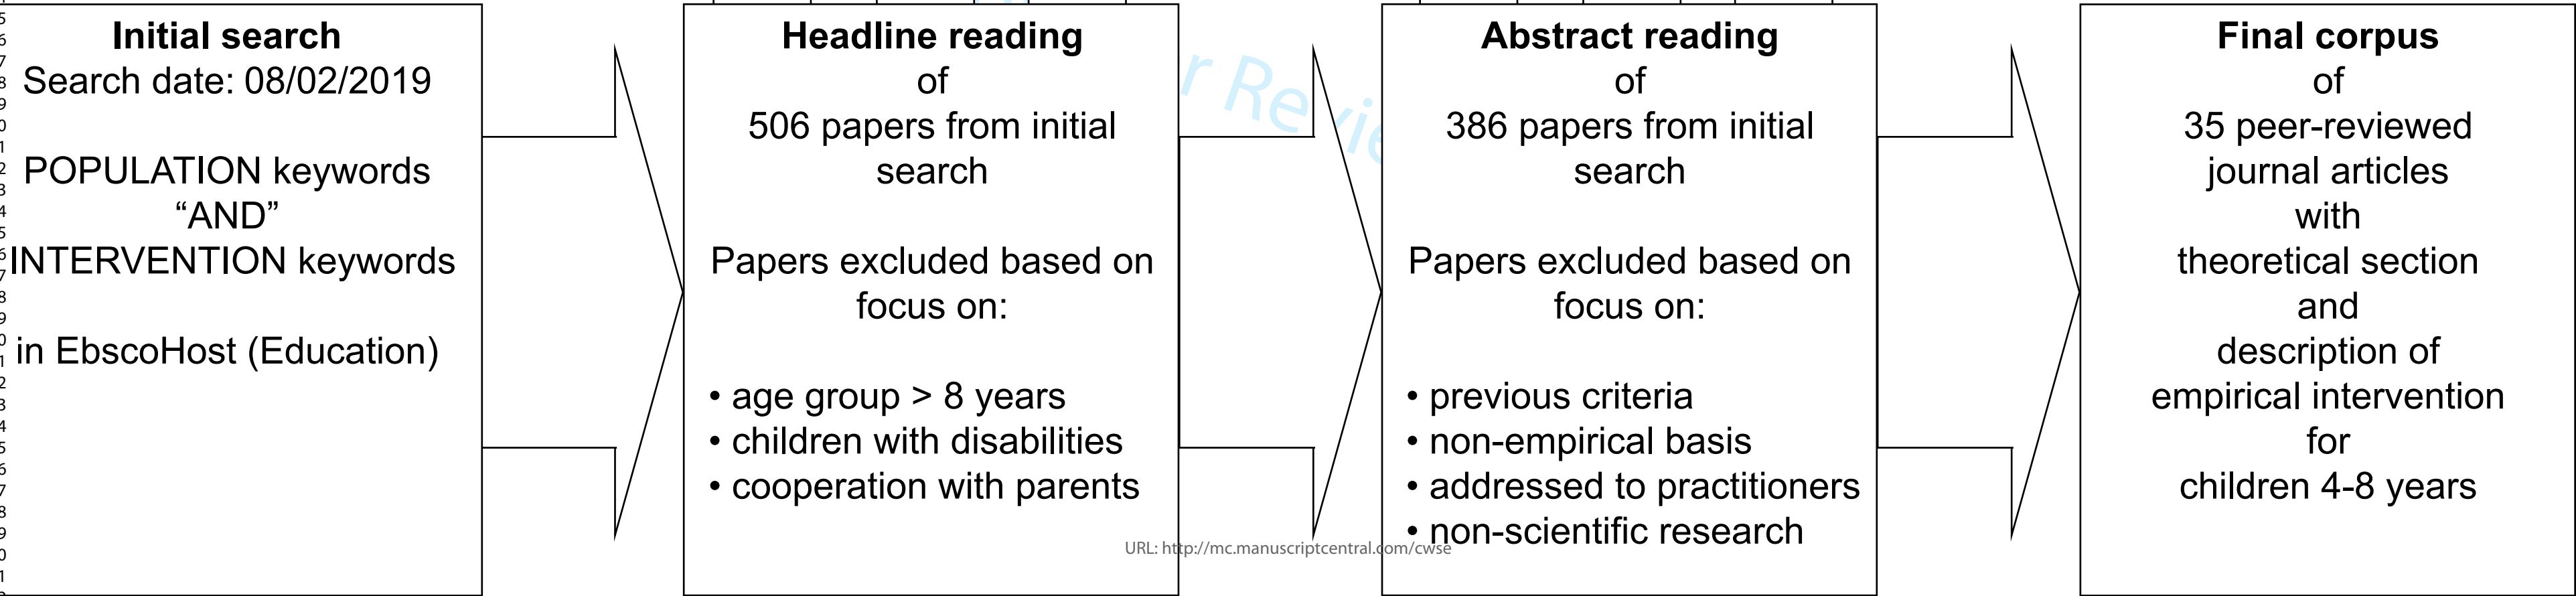 Initial search
Search date: 08/02/2019
POPULATION keywords
“AND”
INTERVENTION keywords
in EbscoHost (Education)
Headline reading
of
506 papers from initial
search
Papers excluded based on
focus on:
• age group > 8 years
• children with disabilities
• cooperation with parents
Abstract reading
of
386 papers from initial
search
Papers excluded based on
focus on:
• previous criteria
• non-empirical basis
• addressed to practitioners
• non-scientific research
Final corpus
of
35 peer-reviewed
journal articles
with
theoretical section
and
description of
empirical intervention
for
children 4-8 years
URL: http://mc.manuscriptcentral.com/cwse